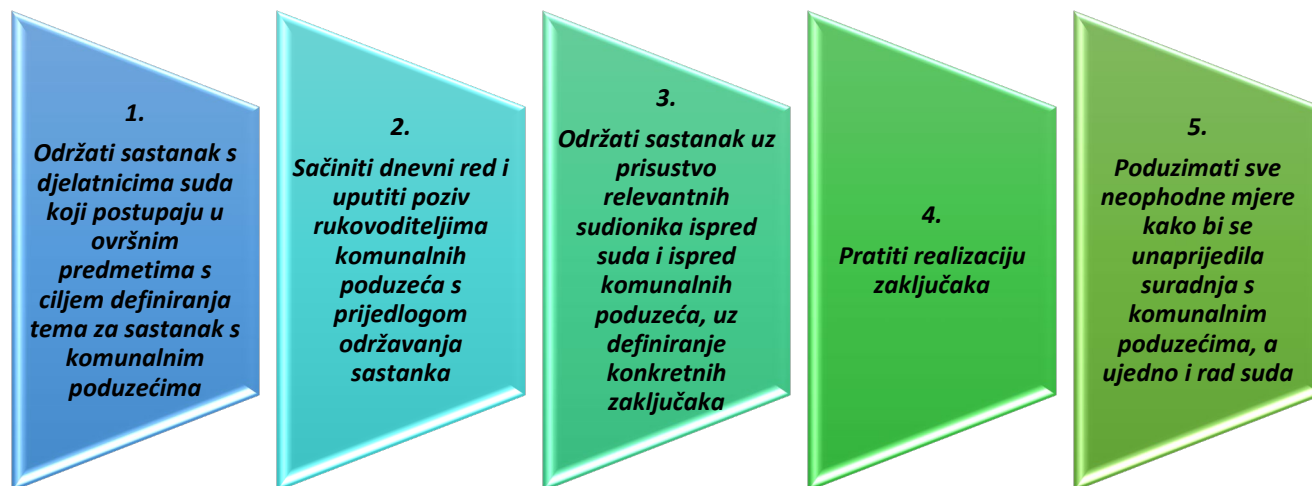 1.
Održati sastanak s
djelatnicima suda
koji postupaju u
ovršnim
predmetima s
ciljem definiranja
tema za sastanak s
komunalnim
poduzećima
2.
Sačiniti dnevni red i
uputiti poziv
rukovoditeljima
komunalnih
poduzeća s
prijedlogom
održavanja
sastanka
3.
Održati sastanak uz
prisustvo
relevantnih
sudionika ispred
suda i ispred
komunalnih
poduzeća, uz
definiranje
konkretnih
zaključaka
4.
Pratiti realizaciju
zaključaka
5.
Poduzimati sve
neophodne mjere
kako bi se
unaprijedila
suradnja s
komunalnim
poduzećima, a
ujedno i rad suda